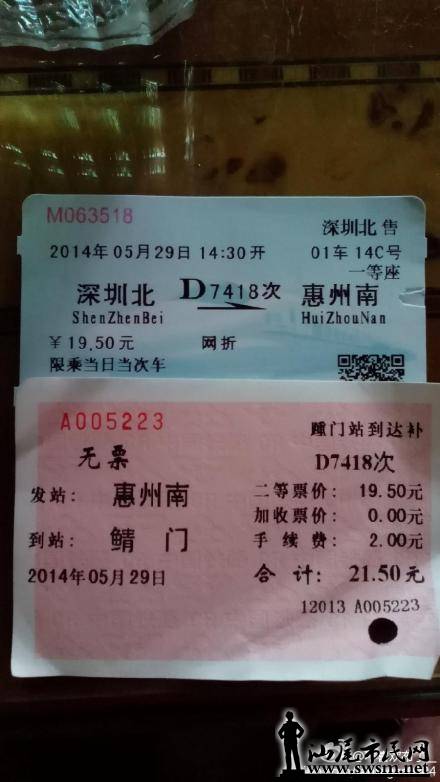 M063518
深圳北 售
2014年05月29日14:30开
01车14C号
一等座
深圳北
D7418次
惠州南
ShenZhenBei
HuiZhouNan
￥19.50元
网折
限乘当日当次车
A005223
门站到达补
无票
D7418次
发站：
惠州南
二等票价：
19.50元
加收票价：
0.00元
到站：
鲘 门
手 续 费：
2.00元
2014年05月29日
合 计：
21.50元
12013 A005223
汕尾市民网
www.swsm.net